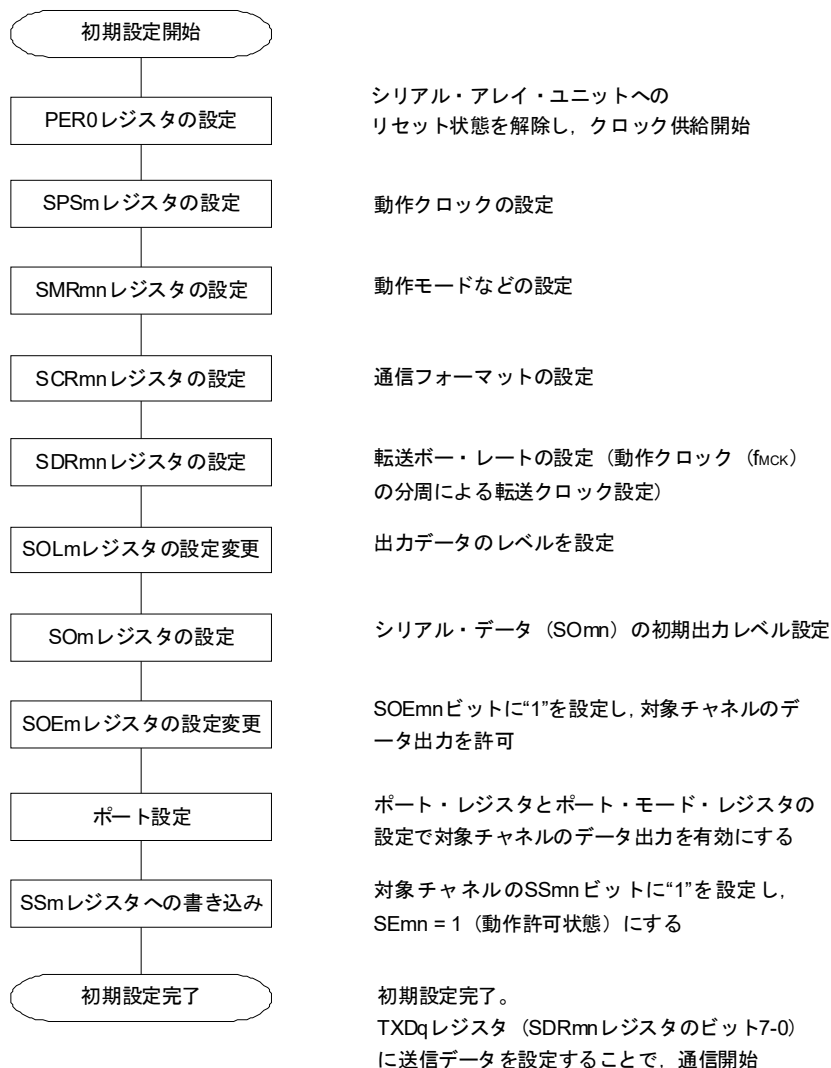 初期設定開始
PER0レジスタの設定
シリアル・アレイ・ユニットへの
リセット状態を解除し，クロック供給開始
SPSmレジスタの設定
動作クロックの設定
SMRmnレジスタの設定
動作モードなどの設定
SCRmnレジスタの設定
通信フォーマットの設定
SDRmnレジスタの設定
転送ボー・レートの設定（動作クロック（fMCK）
の分周による転送クロック設定）
SOLmレジスタの設定変更
出力データのレベルを設定
SOmレジスタの設定
シリアル・データ（SOmn）の初期出力レベル設定
SOEmレジスタの設定変更
SOEmnビットに“1”を設定し，対象チャネルのデ
ータ出力を許可
ポート設定
ポート・レジスタとポート・モード・レジスタの
設定で対象チャネルのデータ出力を有効にする
SSmレジスタへの書き込み
対象チャネルのSSmnビットに“1”を設定し，
SEmn = 1（動作許可状態）にする
初期設定完了
初期設定完了。
TXDqレジスタ（SDRmnレジスタのビット7-0）
に送信データを設定することで，通信開始